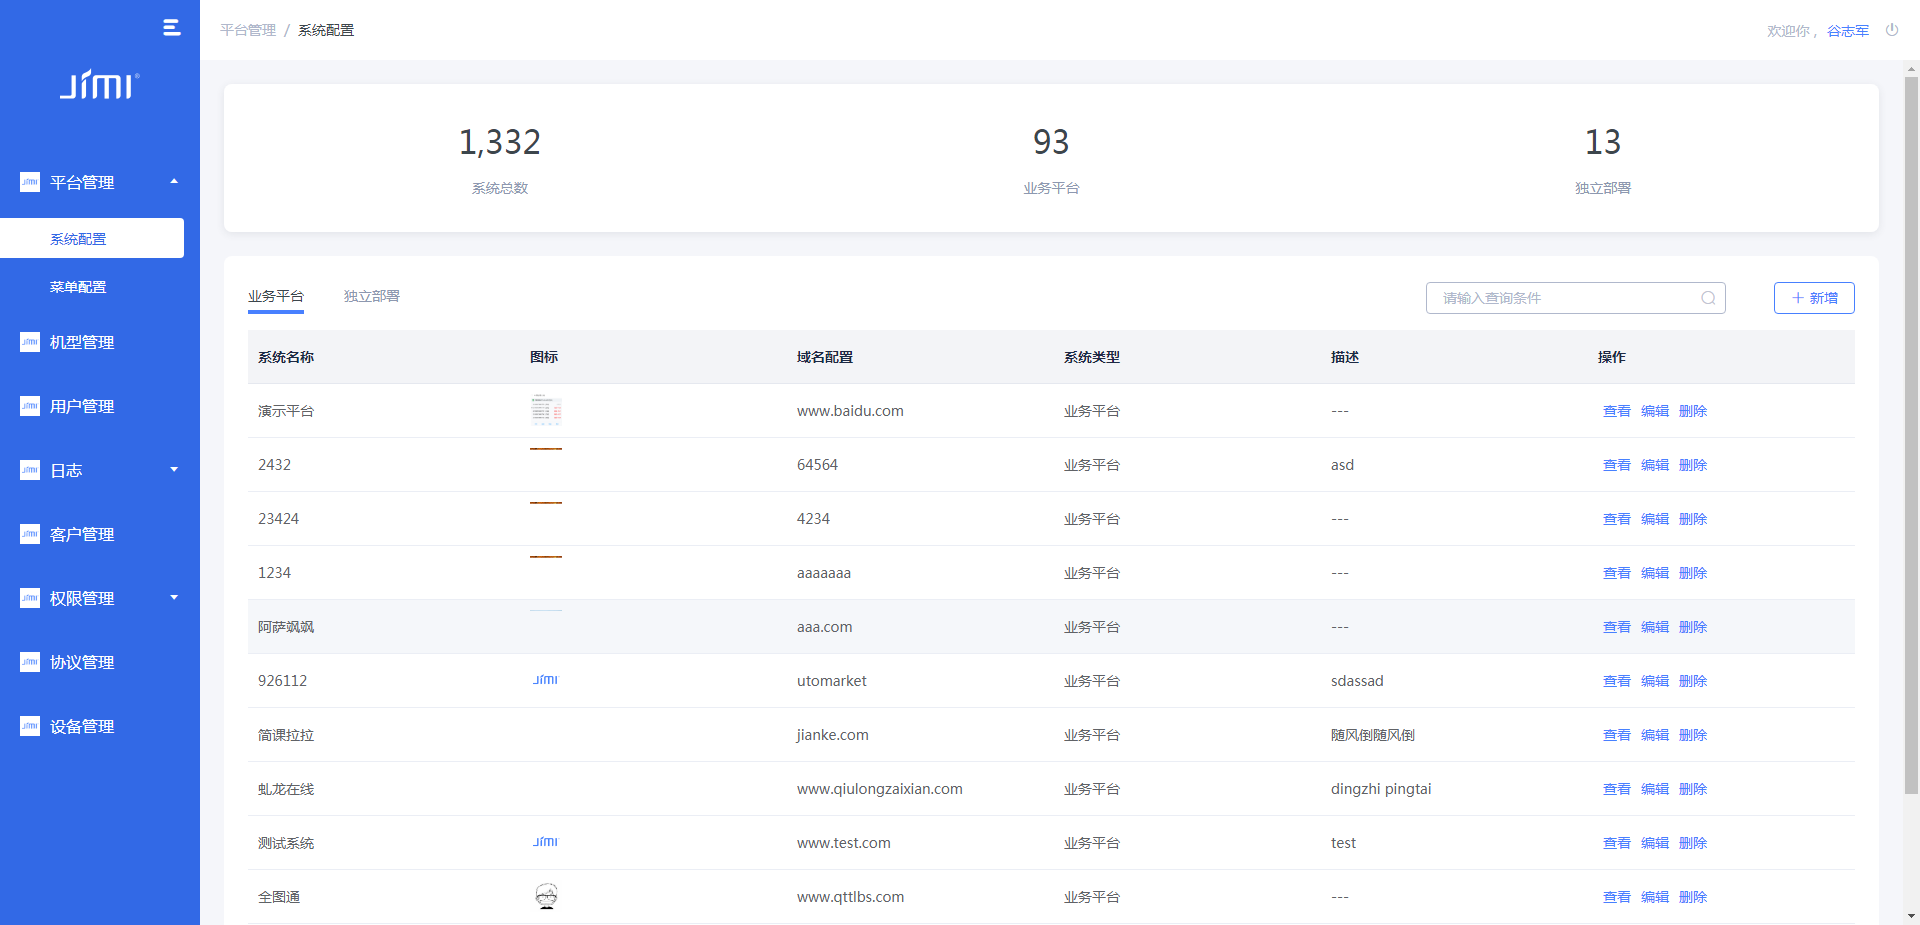 平台管理 / 系统配置
欢迎你，谷志军
JIMI
平台管理
系统配置
菜单配置
机型管理
用户管理
日志
客户管理
权限管理
协议管理
设备管理
1,332
系统总数
93
业务平台
13
独立部署
业务平台 独立部署
请输入查询条件
新增
系统名称 图标 域名配置 系统类型 描述 操作
演示平台 www.baidu.com 业务平台 --- 查看 编辑 删除
2432 64564 业务平台 asd 查看 编辑 删除
23424 4234 业务平台 --- 查看 编辑 删除
1234 aaaaaaa 业务平台 --- 查看 编辑 删除
阿萨飒飒 aaa.com 业务平台 --- 查看 编辑 删除
926112 JIMI utomarket 业务平台 sdassad 查看 编辑 删除
简课拉拉 jianke.com 业务平台 随风倒随风倒 查看 编辑 删除
虬龙在线 www.qiulongzaixian.com 业务平台 dingzhi pingtai 查看 编辑 删除
测试系统 JIMI www.test.com 业务平台 test 查看 编辑 删除
全图通 www.qttlbs.com 业务平台 --- 查看 编辑 删除